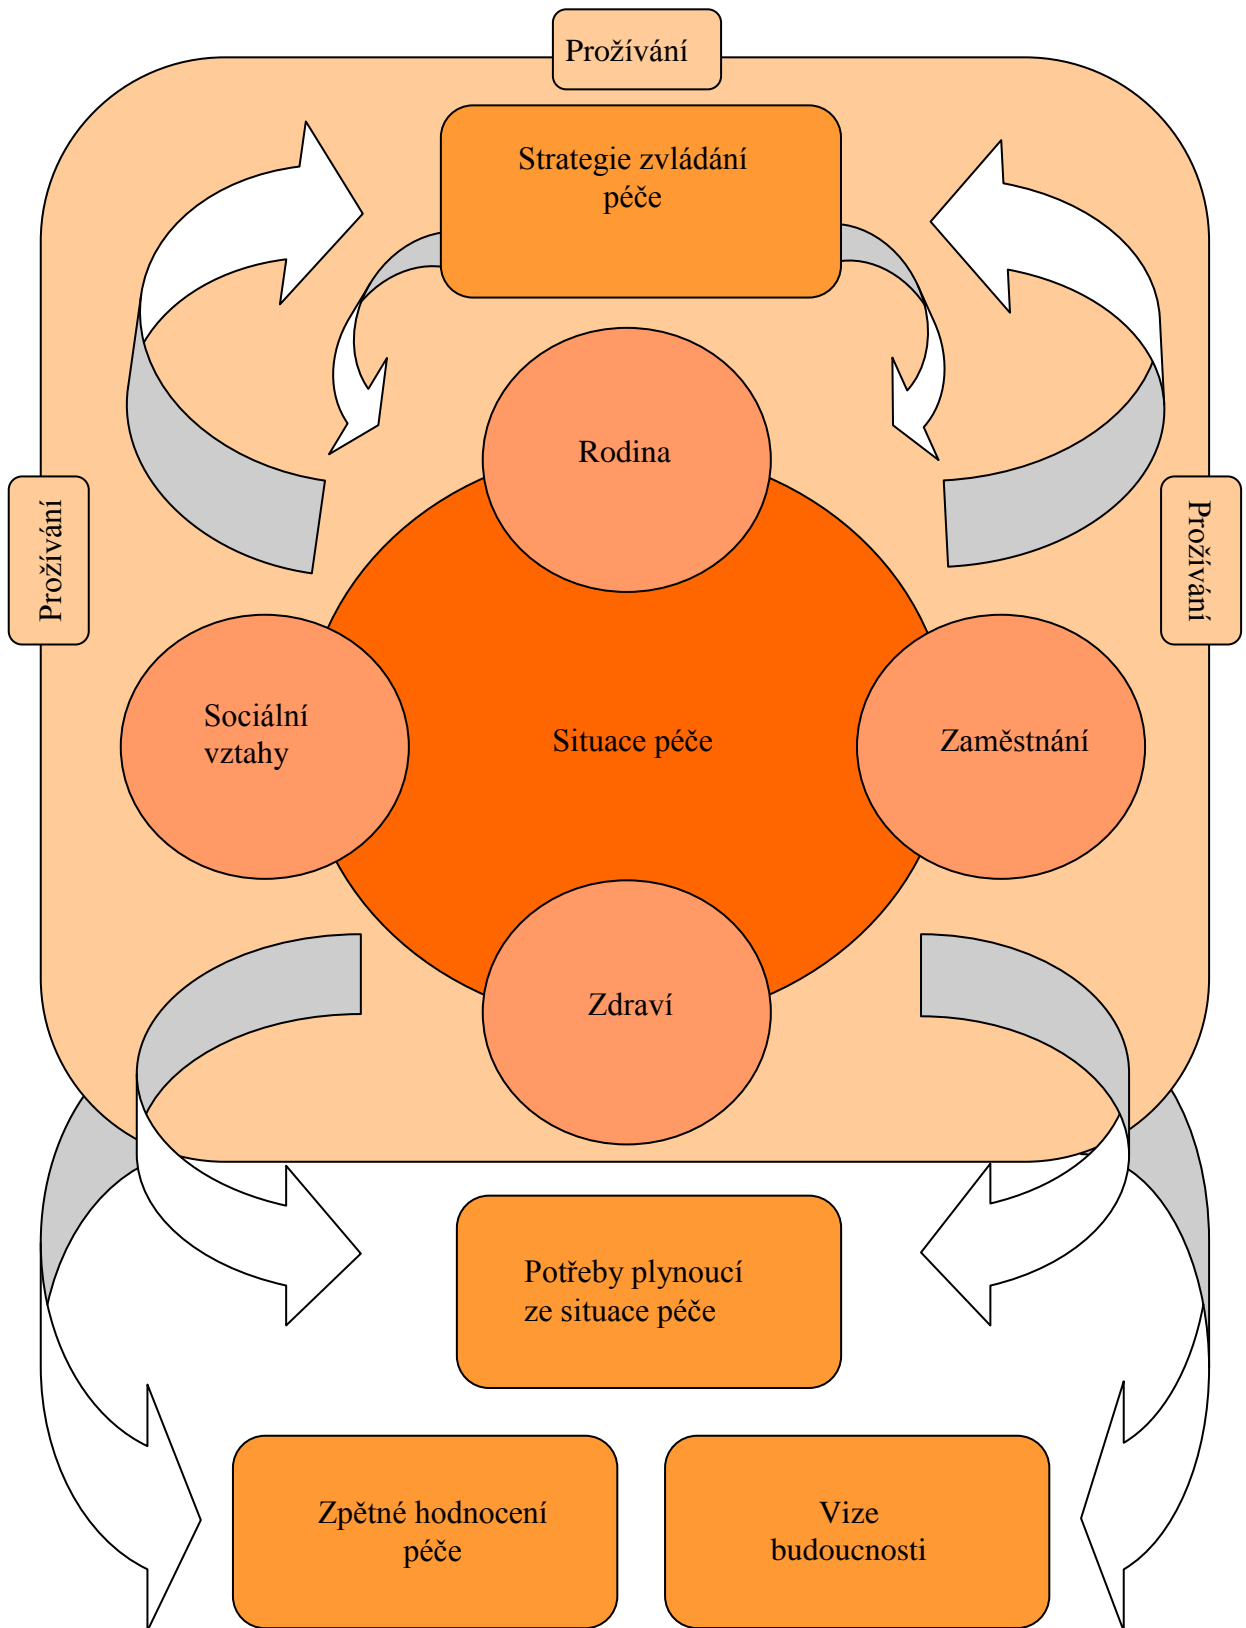 Prožívání
Strategie zvládání
péče
Rodina
Prožívání
Prožívání
Sociální
vztahy
Situace péče
Zaměstnání
Zdraví
Potřeby plynoucí
ze situace péče
Zpětné hodnocení
péče
Vize
budoucnosti